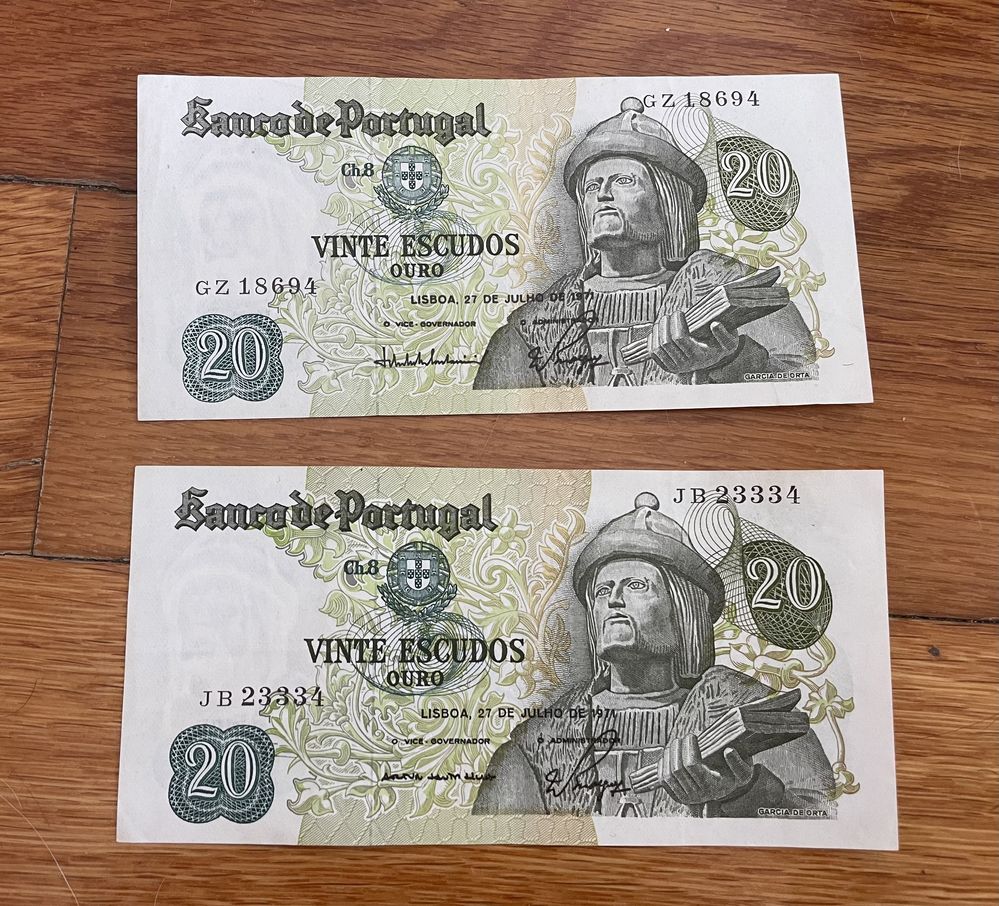 Banco de Portugal
GZ 18694
Ch.8
20
VINTE ESCUDOS
OURO
GZ 18694
LISBOA, 27 DE JULHO DE 1971
O VICE-GOVERNADOR
O ADMINISTRADOR
20
GARCIA DE ORTA
Banco de Portugal
JB 23334
Ch.8
20
VINTE ESCUDOS
OURO
JB 23334
LISBOA, 27 DE JULHO DE 1971
O VICE-GOVERNADOR
O ADMINISTRADOR
20
GARCIA DE ORTA